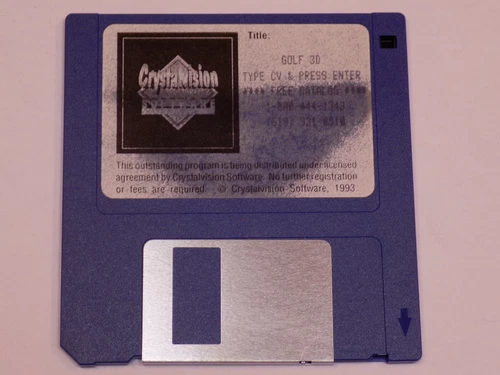 Crystalvision
SOFTWARE
Title:
GOLF 3D
TYPE CV & PRESS ENTER
**** FREE CATALOG ****
This outstanding program is being distributed under licensed
agreement by Crystalvision Software. No further registration
or fees are required. © Crystalvision Software, 1993